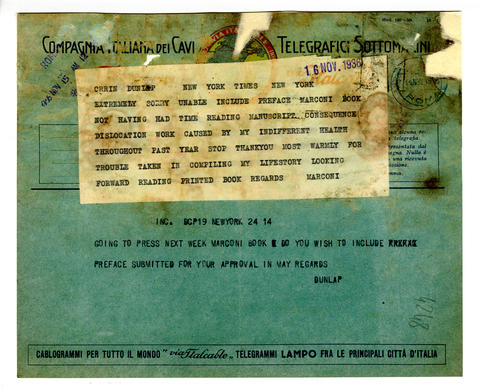 COMPAGNIA ITALIANA DEI CAVI TELEGRAFICI SOTTOMARINI
16 NOV. 1936
ORRIN DUNLAP NEW YORK TIMES NEW YORK
EXTREMELY SORRY UNABLE INCLUDE PREFACE MARCONI BOOK
NOT HAVING HAD TIME READING MANUSCRIPT CONSEQUENCE
DISLOCATION WORK CAUSED BY MY INDIFFERENT HEALTH
THROUGHOUT PAST YEAR STOP THANKYOU MOST WARMLY FOR
TROUBLE TAKEN IN COMPILING MY LIFESTORY LOOKING
FORWARD READING PRINTED BOOK REGARDS MARCONI
INC. BCP19 NEWYORK 24 14
GOING TO PRESS NEXT WEEK MARCONI BOOK DO YOU WISH TO INCLUDE
PREFACE SUBMITTED FOR YOUR APPROVAL IN MAY REGARDS
DUNLAP
CABLOGRAMMI PER TUTTO IL MONDO "via Italcable" TELEGRAMMI LAMPO FRA LE PRINCIPALI CITTÀ D'ITALIA